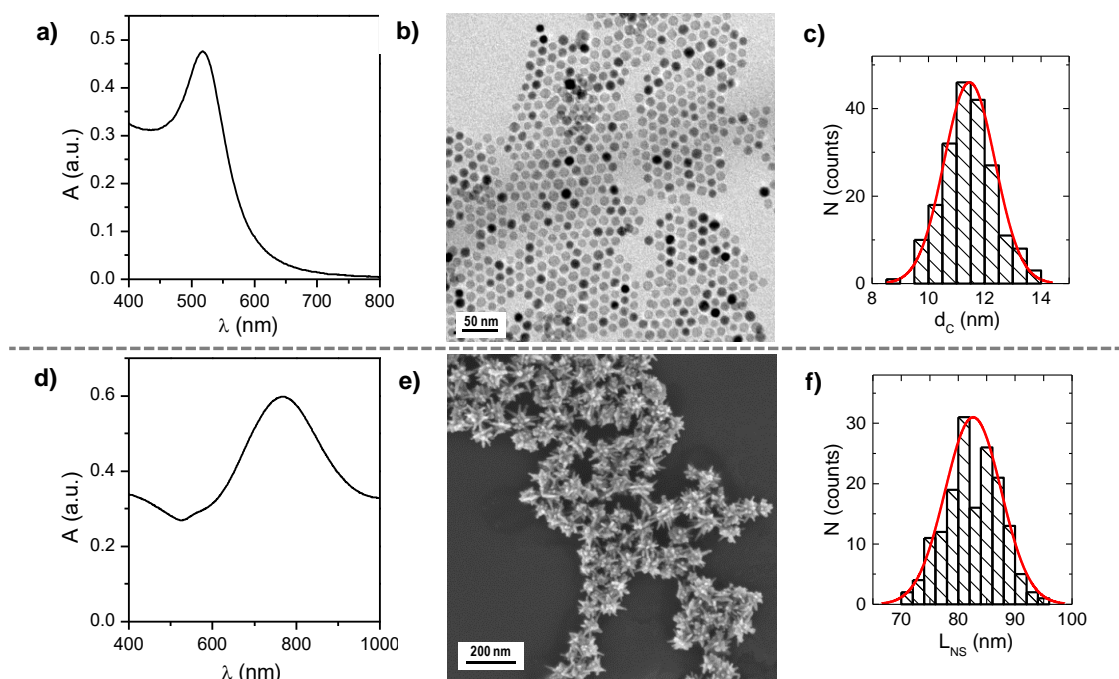 a)
0.5
0.4
0.3
0.2
0.1
0.0
A (a.u.)
400 500 600 700 800
λ (nm)
b)
50 nm
c)
40
20
0
N (counts)
8 10 12 14
d_C (nm)
d)
0.6
0.4
0.2
0.0
A (a.u.)
400 600 800 1000
λ (nm)
e)
200 nm
f)
30
20
10
0
N (counts)
70 80 90 100
L_NS (nm)